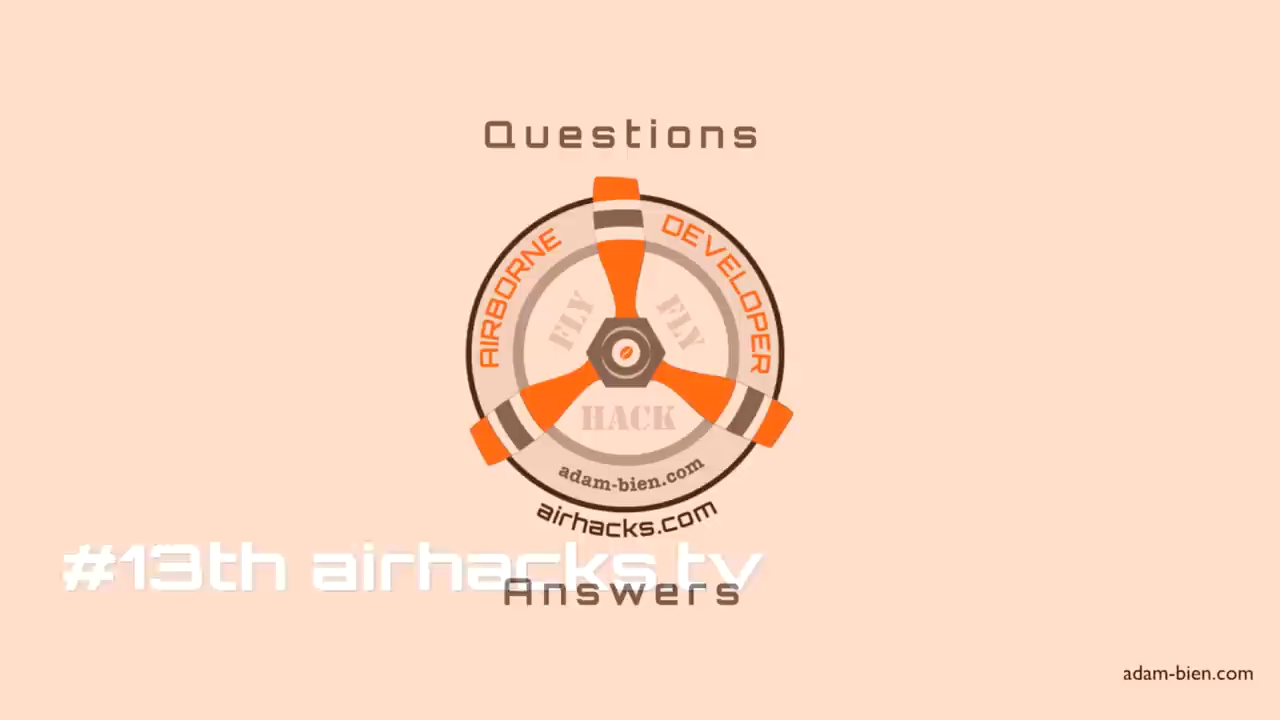 Questions
AIRBORNE DEVELOPER
FLY FLY
HACK
adam-bien.com
airhacks.com
#13th airhacks.tv
Answers
adam-bien.com